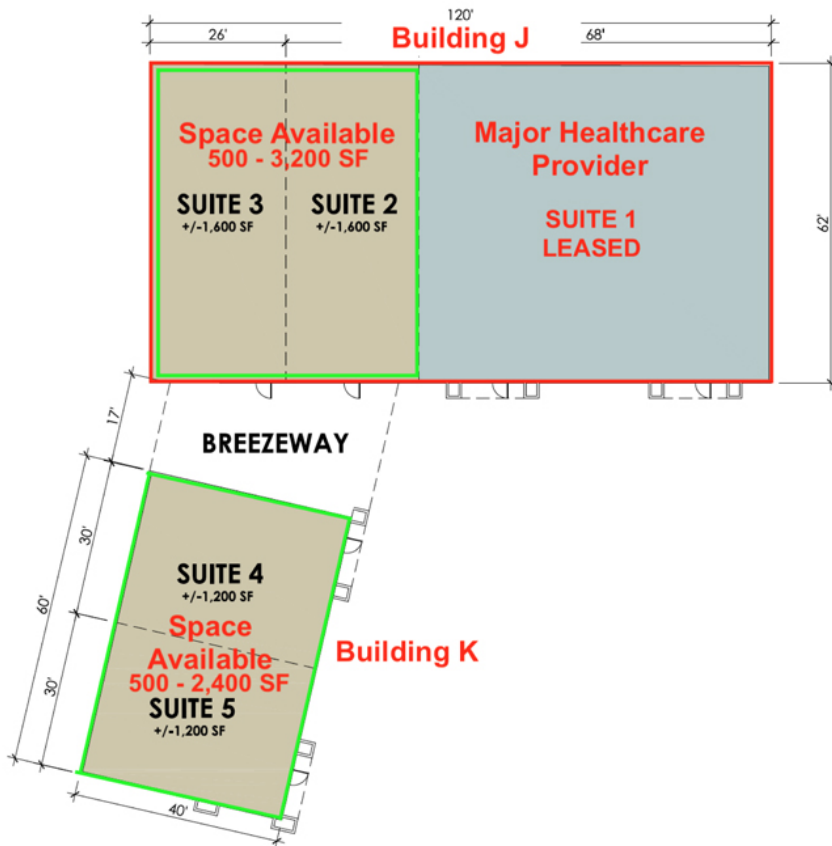 120'
26'
Building J
68'
Space Available
500 - 3,200 SF
SUITE 3
+/-1,600 SF
SUITE 2
+/-1,600 SF
Major Healthcare
Provider
SUITE 1
LEASED
62'
17'
BREEZEWAY
30'
60'
30'
SUITE 4
+/-1,200 SF
Space
Available
500 - 2,400 SF
SUITE 5
+/-1,200 SF
Building K
40'